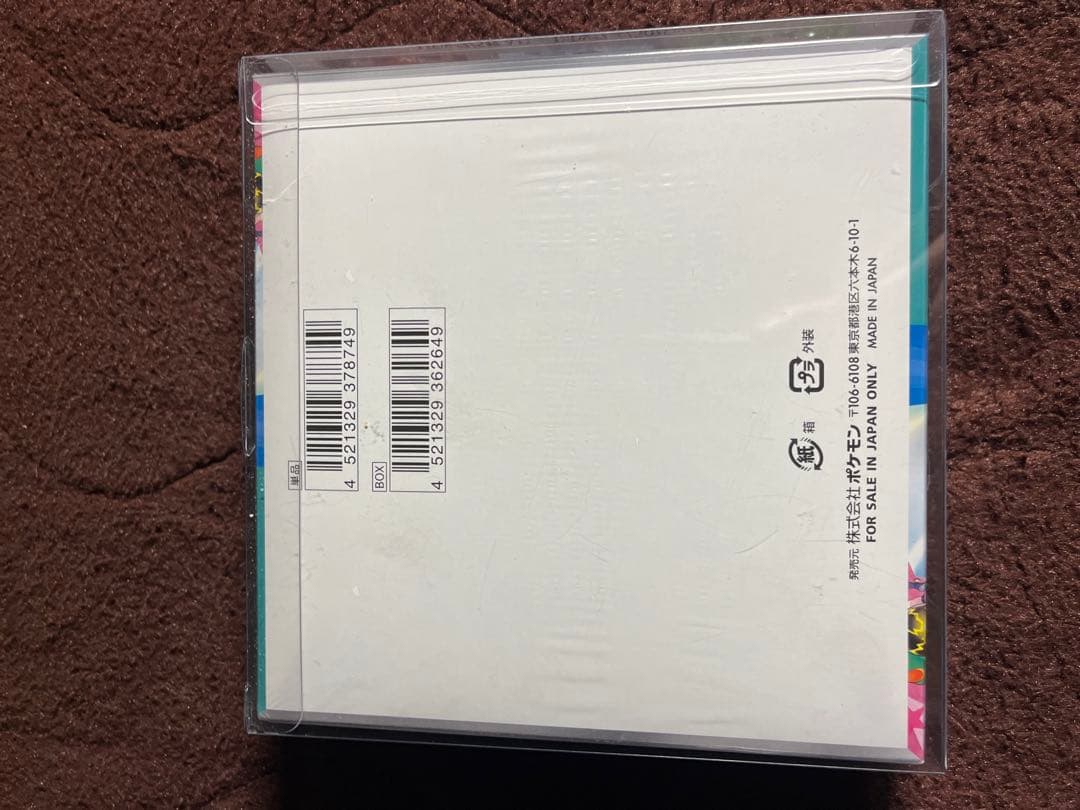 単品
4 521329 378749
BOX
4 521329 362649
紙 箱 プラ 外装
発売元 株式会社 ポケモン 〒106-6108 東京都港区六本木6-10-1
FOR SALE IN JAPAN ONLY MADE IN JAPAN